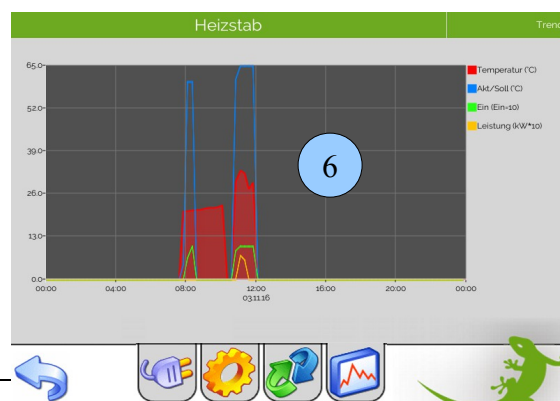 Heizstab
Trend
65.0
52.0
39.0
26.0
13.0
0.0
00:00
04:00
08:00
12:00
16:00
20:00
00:00
03.11.16
Temperatur (°C)
Akt/Soll (°C)
Ein (Ein=10)
Leistung (kW*10)
6